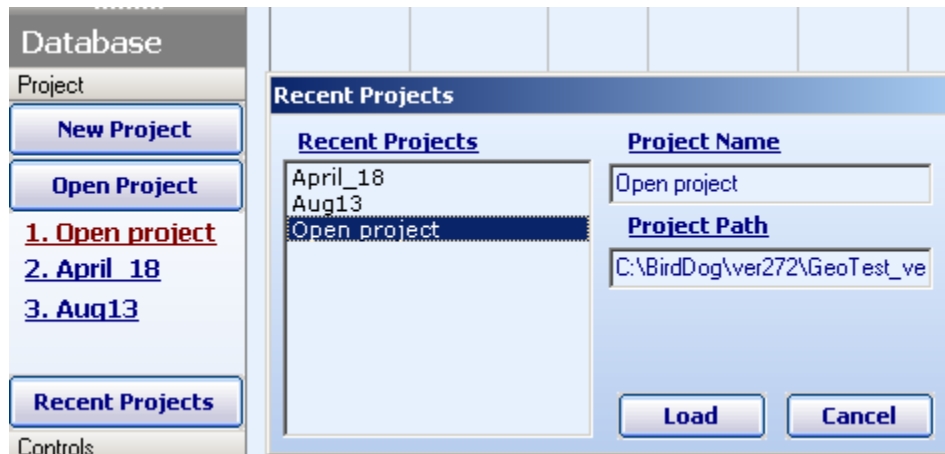 Database
Project
New Project
Open Project
1. Open project
2. April_18
3. Aug13
Recent Projects
Controls
Recent Projects
Recent Projects
April_18
Aug13
Open project
Project Name
Open project
Project Path
C:\BirdDog\ver272\GeoTest_ve
Load
Cancel